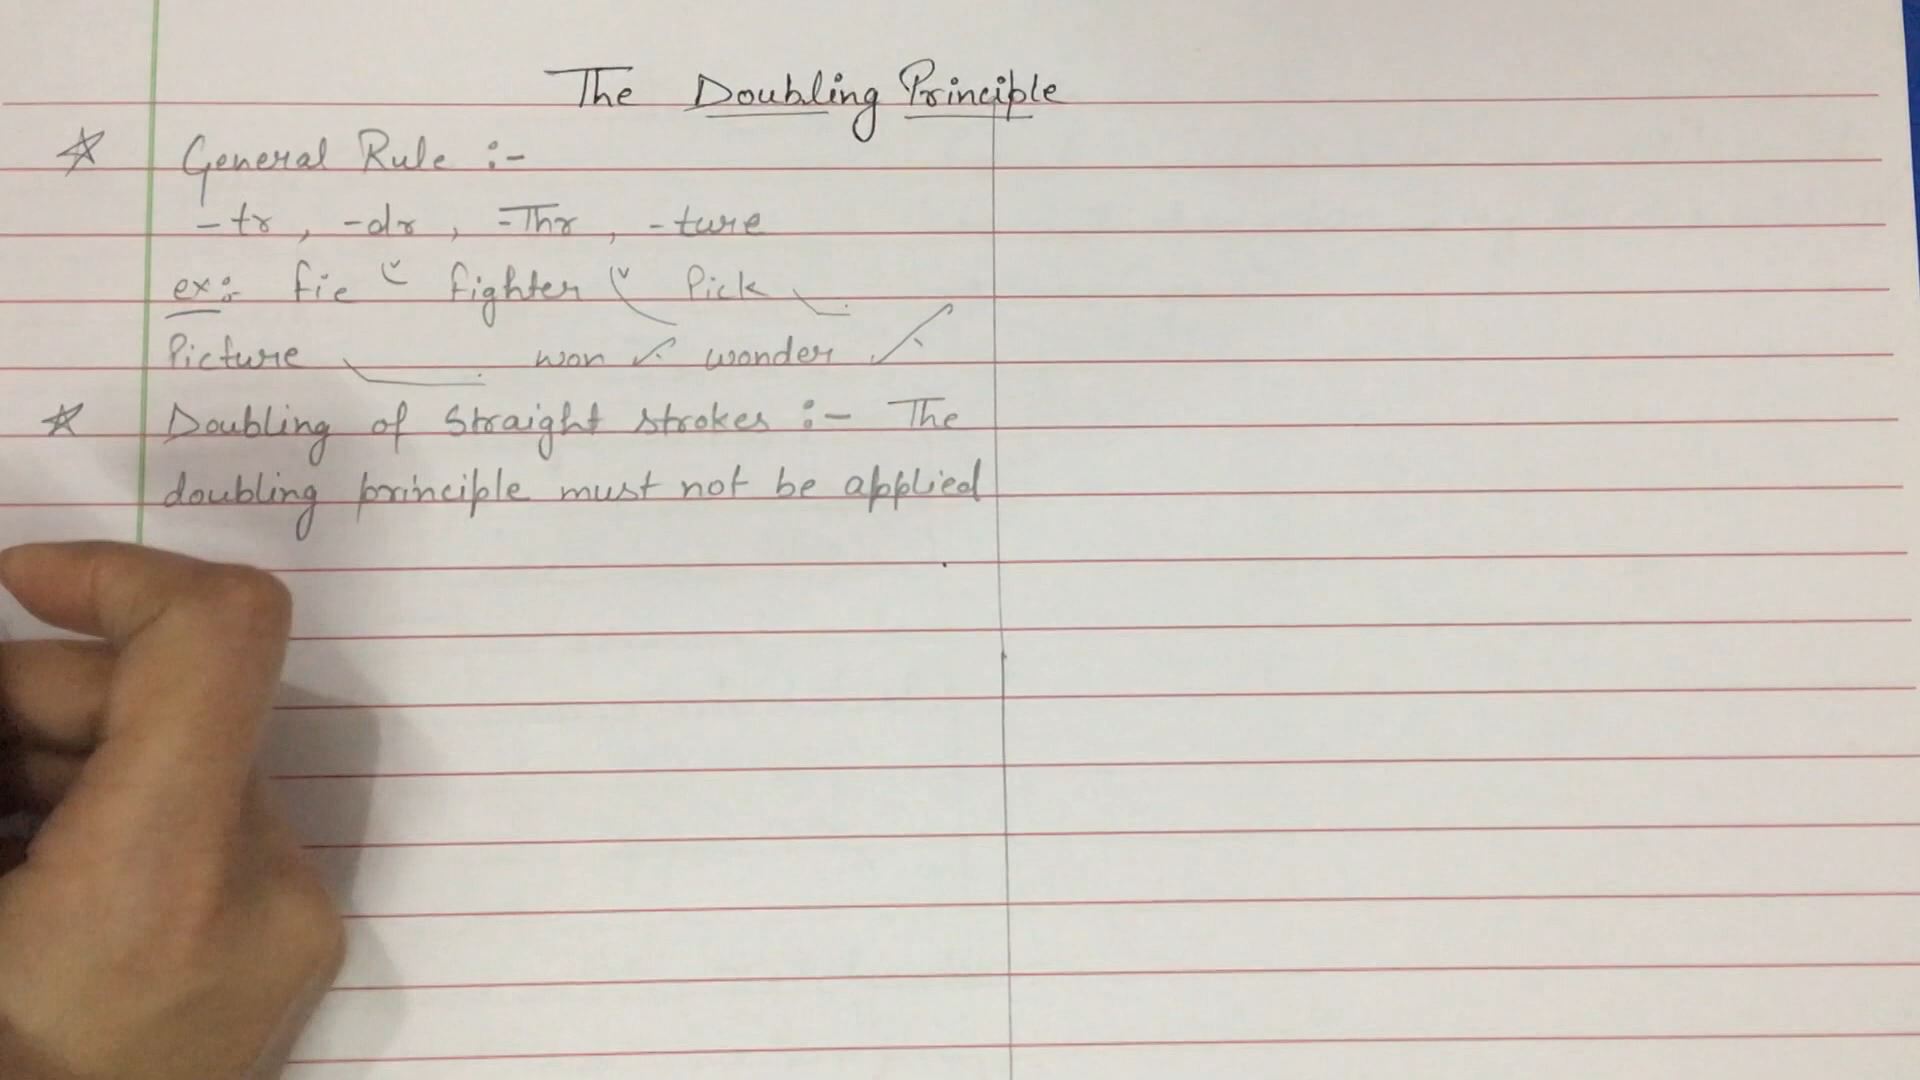 The Doubling Principle
☆ General Rule :-
- tr , -dr , -Thr , - ture
ex:- fie fighter Pick
Picture won wonder
☆ Doubling of Straight strokes :- The
doubling principle must not be applied